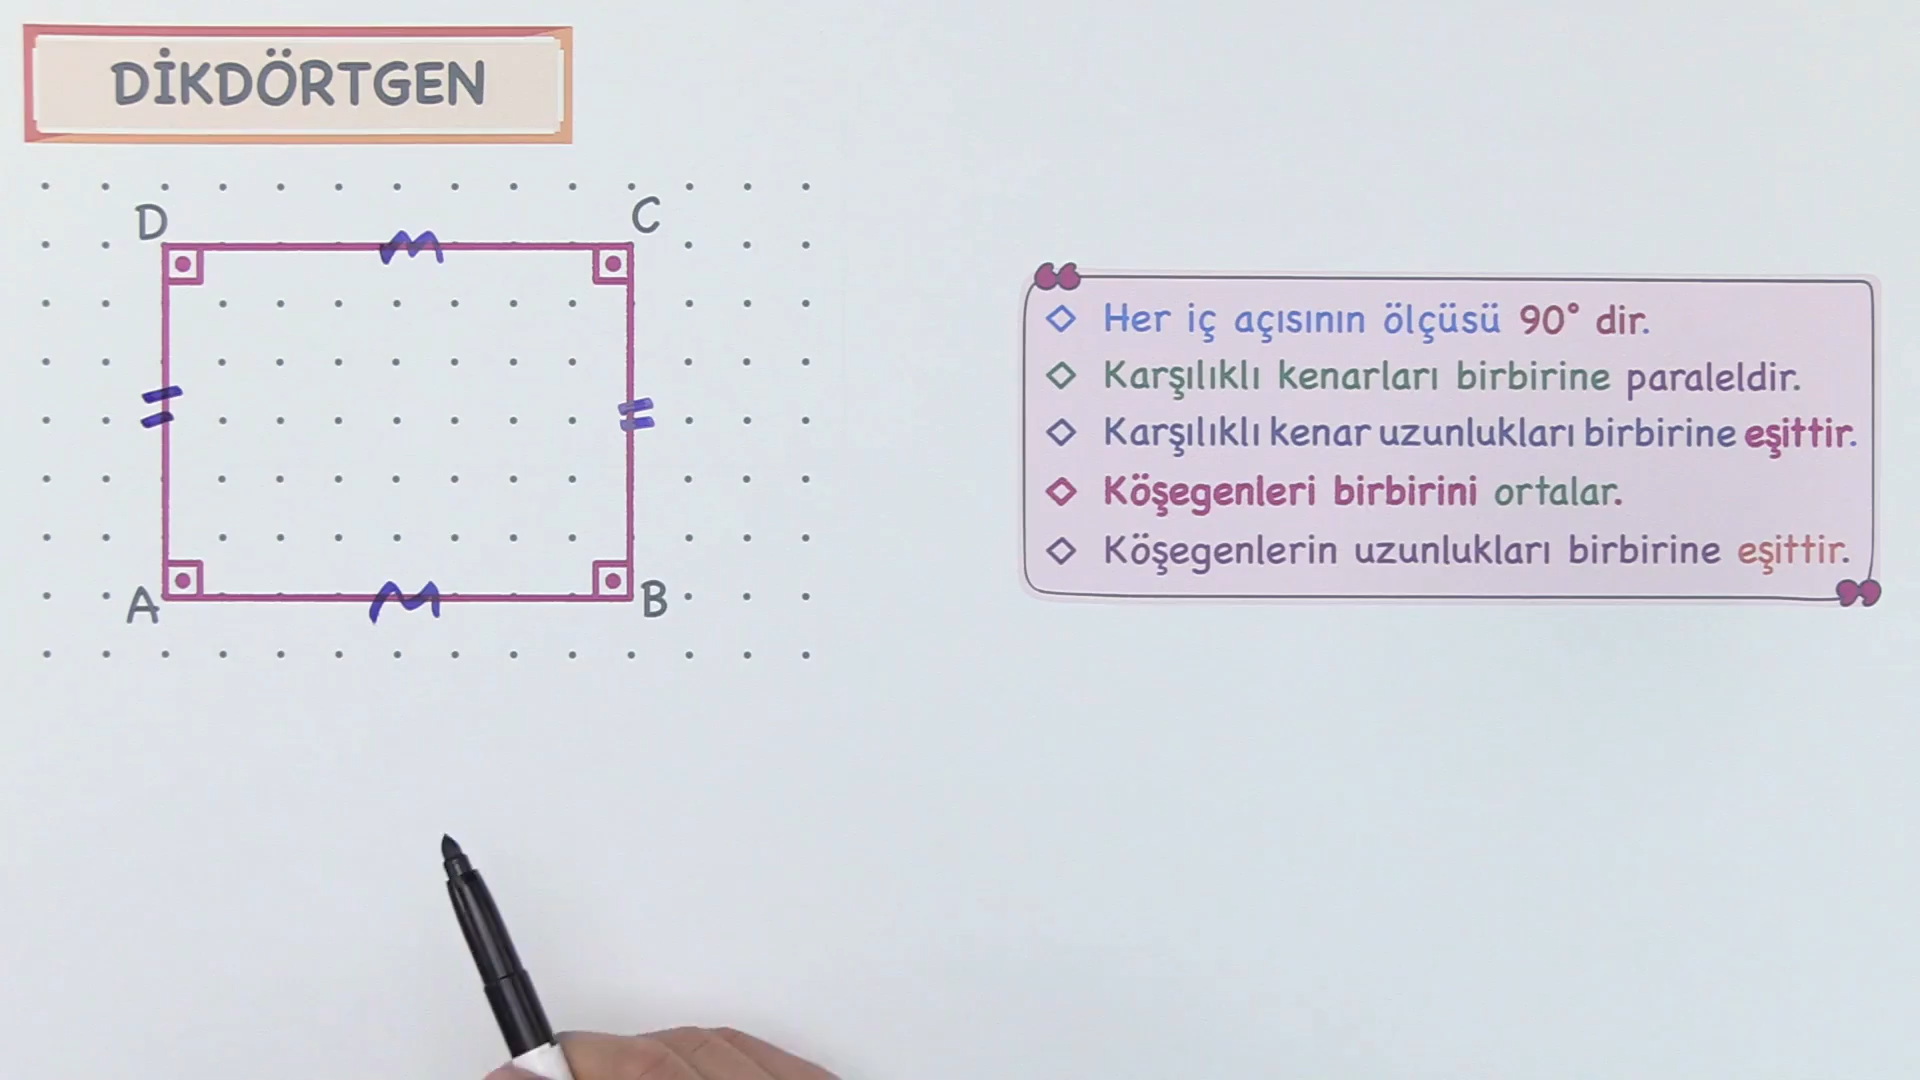 DİKDÖRTGEN
D
C
A
B
Her iç açısının ölçüsü 90° dir.
Karşılıklı kenarları birbirine paraleldir.
Karşılıklı kenar uzunlukları birbirine eşittir.
Köşegenleri birbirini ortalar.
Köşegenlerin uzunlukları birbirine eşittir.